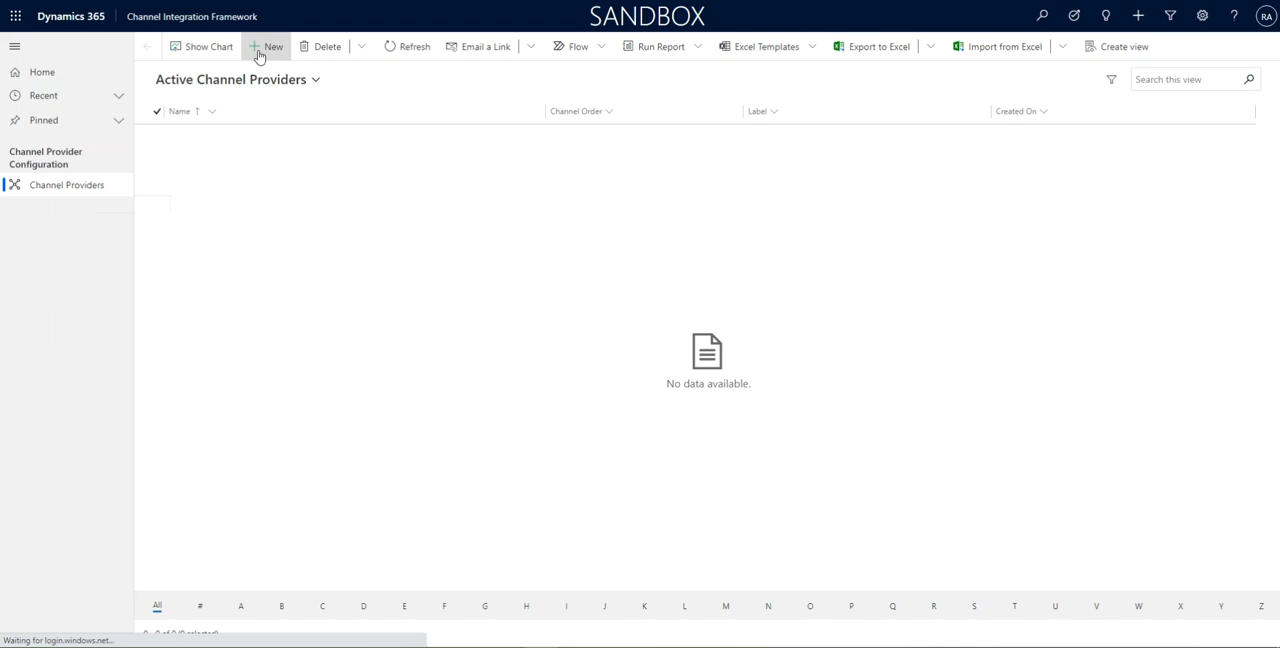 Dynamics 365 Channel Integration Framework SANDBOX RA
Show Chart New Delete Refresh Email a Link Flow Run Report Excel Templates Export to Excel Import from Excel Create view
Home
Recent
Pinned
Channel Provider
Configuration
Channel Providers
Active Channel Providers
Search this view
Name Channel Order Label Created On
No data available.
All # A B C D E F G H I J K L M N O P Q R S T U V W X Y Z
Waiting for login.windows.net...